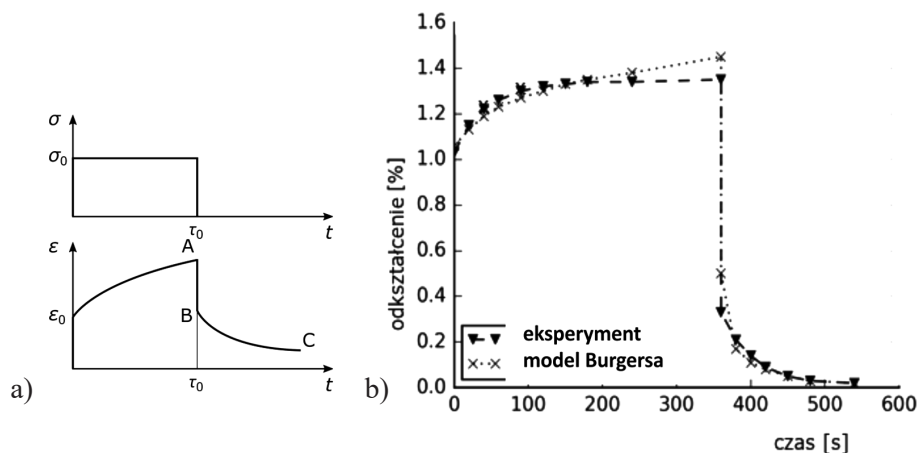 a)
σ
σ0
τ0
t
ε
A
ε0
B
C
τ0
t
b)
odkształcenie [%]
1.6
1.4
1.2
1.0
0.8
0.6
0.4
0.2
0.0
eksperyment
model Burgersa
0
100
200
300
400
500
600
czas [s]